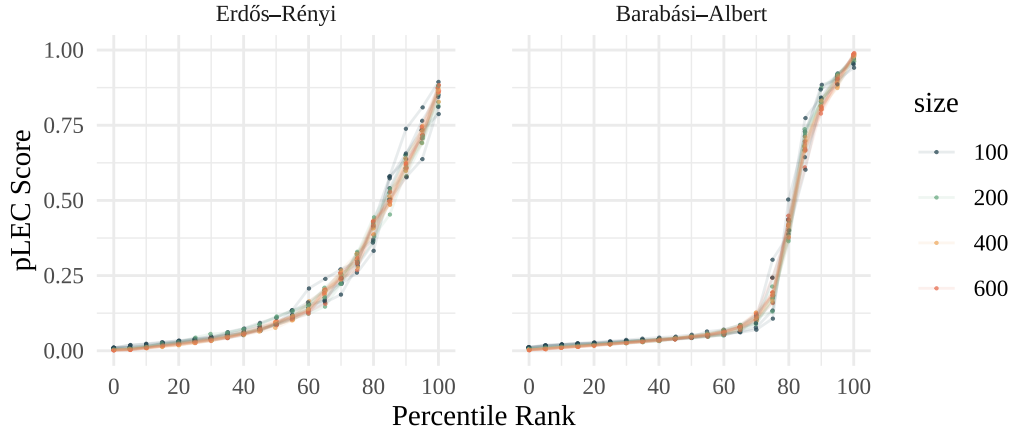 Erdős–Rényi
Barabási–Albert
1.00
0.75
0.50
0.25
0.00
pLEC Score
0 20 40 60 80 100
0 20 40 60 80 100
Percentile Rank
size
100
200
400
600